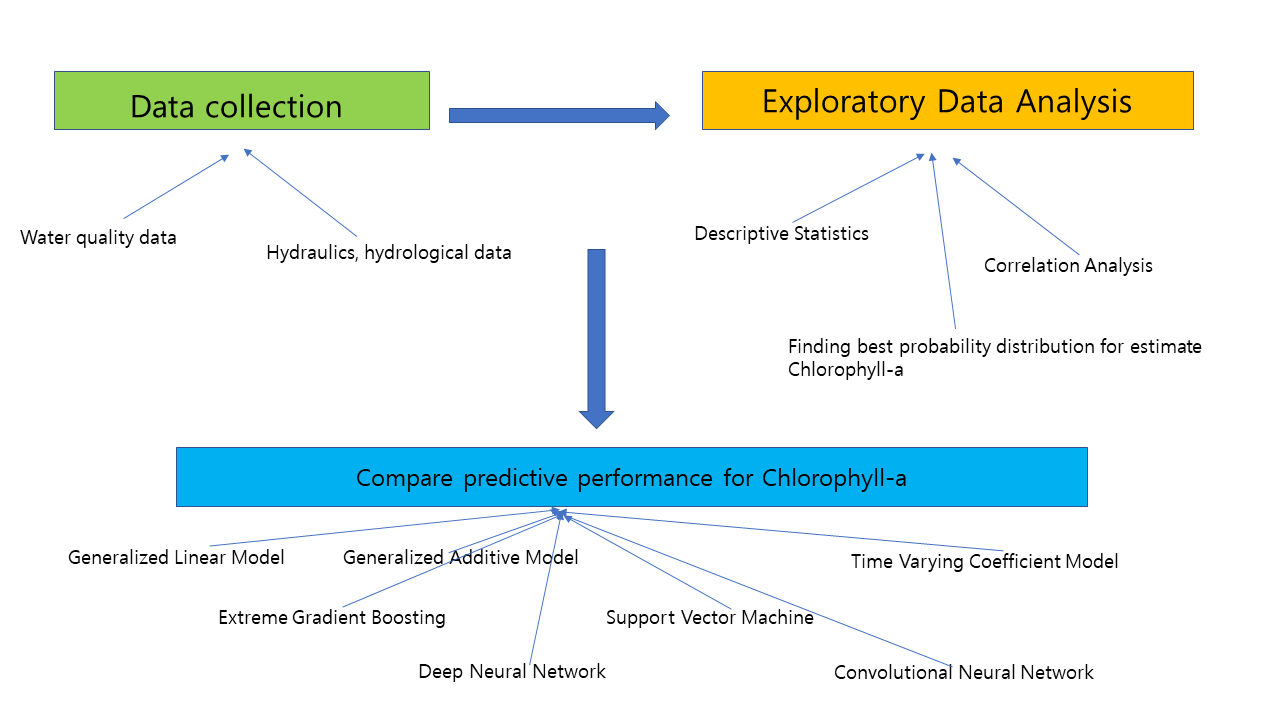 Data collection
Exploratory Data Analysis
Water quality data
Hydraulics, hydrological data
Descriptive Statistics
Correlation Analysis
Finding best probability distribution for estimate
Chlorophyll-a
Compare predictive performance for Chlorophyll-a
Generalized Linear Model
Generalized Additive Model
Time Varying Coefficient Model
Extreme Gradient Boosting
Support Vector Machine
Deep Neural Network
Convolutional Neural Network